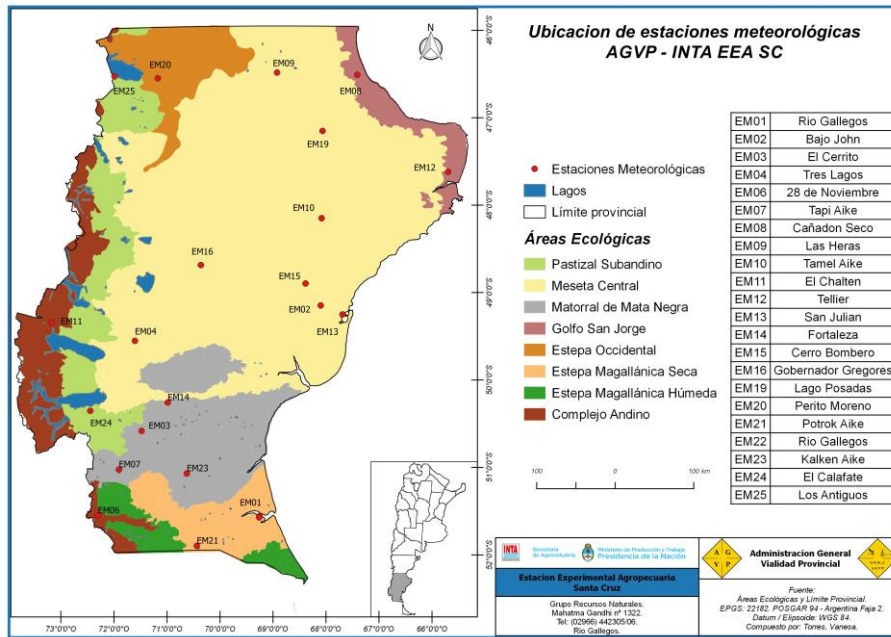 Ubicacion de estaciones meteorológicas
AGVP - INTA EEA SC
N
EM20
EM25
EM09
EM08
EM19
EM12
EM10
EM16
EM15
EM02
EM13
EM11
EM04
EM14
EM24
EM03
EM07
EM23
EM01
EM06
EM21
46°0'0"S
47°0'0"S
48°0'0"S
49°0'0"S
50°0'0"S
51°0'0"S
52°0'0"S
73°0'0"O
72°0'0"O
71°0'0"O
70°0'0"O
69°0'0"O
68°0'0"O
67°0'0"O
66°0'0"O
Estaciones Meteorológicas
Lagos
Límite provincial
Áreas Ecológicas
Pastizal Subandino
Meseta Central
Matorral de Mata Negra
Golfo San Jorge
Estepa Occidental
Estepa Magallánica Seca
Estepa Magallánica Húmeda
Complejo Andino
100 0 100 km
EM01 Rio Gallegos
EM02 Bajo John
EM03 El Cerrito
EM04 Tres Lagos
EM06 28 de Noviembre
EM07 Tapi Aike
EM08 Cañadon Seco
EM09 Las Heras
EM10 Tamel Aike
EM11 El Chalten
EM12 Tellier
EM13 San Julian
EM14 Fortaleza
EM15 Cerro Bombero
EM16 Gobernador Gregores
EM19 Lago Posadas
EM20 Perito Moreno
EM21 Potrok Aike
EM22 Rio Gallegos
EM23 Kalken Aike
EM24 El Calafate
EM25 Los Antiguos
INTA
Secretaría
de Agroindustria
Ministerio de Producción y Trabajo
Presidencia de la Nación
Estacion Experimental Agropecuaria
Santa Cruz
Grupo Recursos Naturales.
Mahatma Gandhi nº 1322.
Tel: (02966) 442305/06.
Rio Gallegos.
A G
V P
Administracion General
Vialidad Provincial
Fuente:
Áreas Ecológicas y Límite Provincial.
EPGS: 22182. POSGAR 94 - Argentina Faja 2.
Datum / Elipsoide: WGS 84.
Compuesto por: Torres, Vanesa.